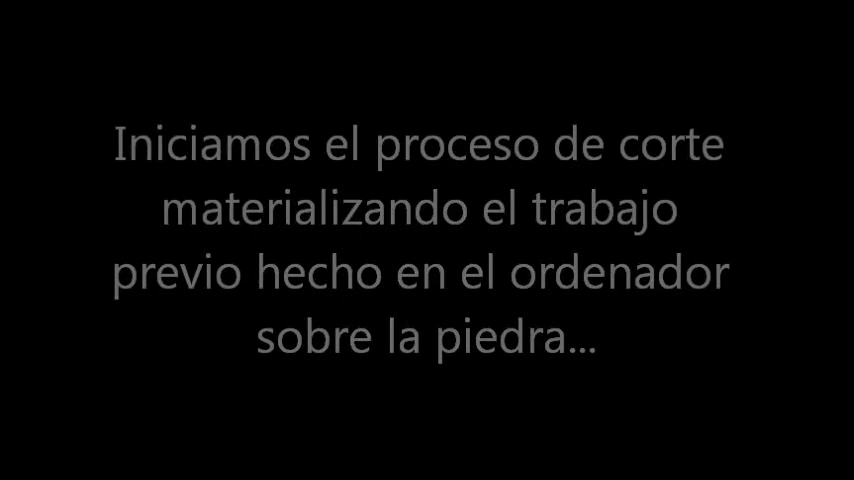 Iniciamos el proceso de corte
materializando el trabajo
previo hecho en el ordenador
sobre la piedra...